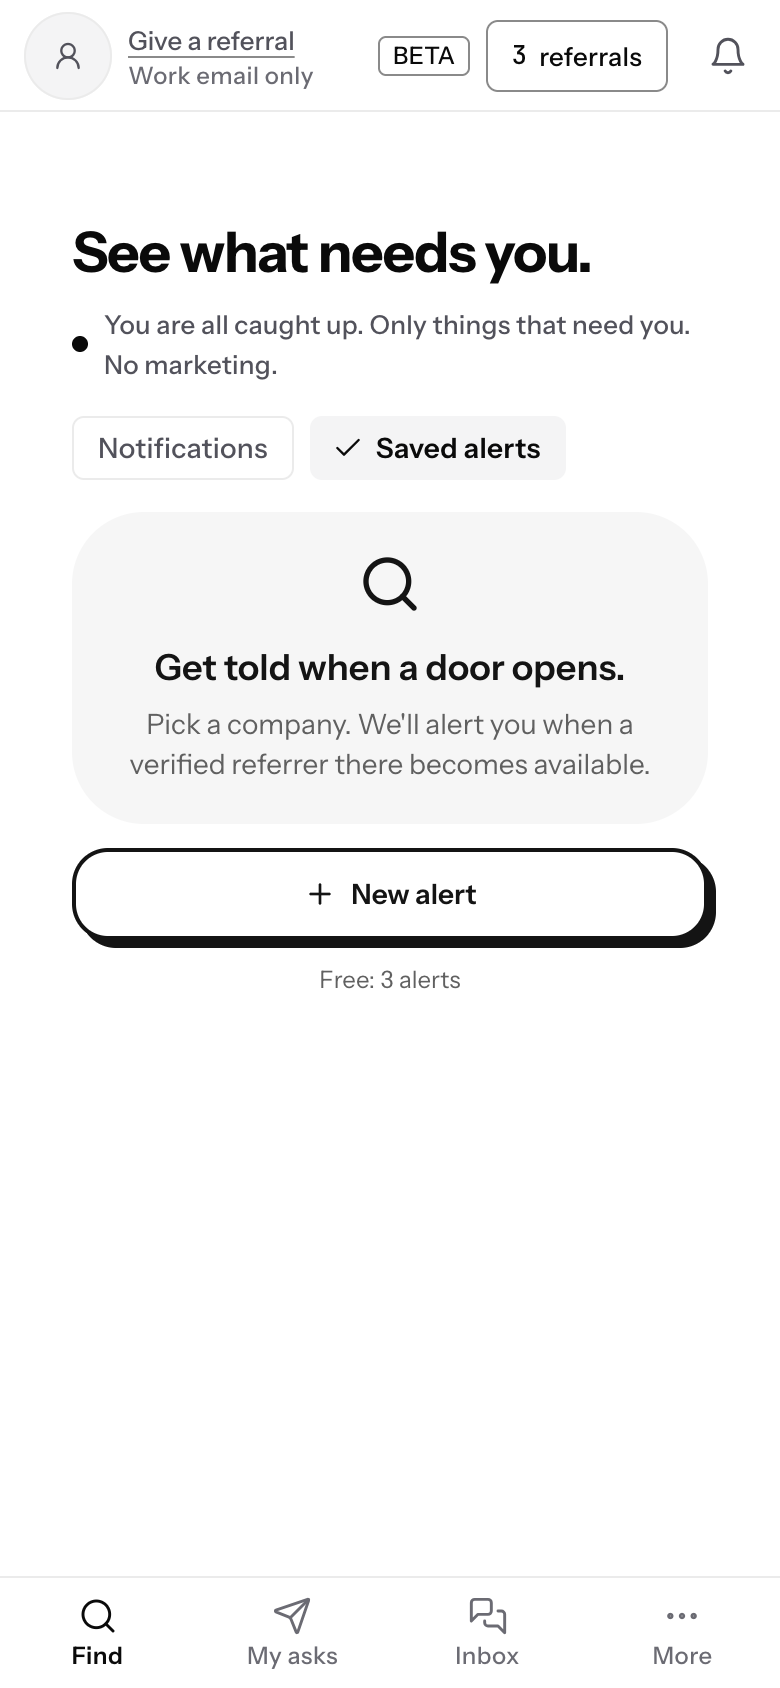 Give a referral
Work email only
BETA
3 referrals
See what needs you.
You are all caught up. Only things that need you.
No marketing.
Notifications
Saved alerts
Get told when a door opens.
Pick a company. We'll alert you when a
verified referrer there becomes available.
New alert
Free: 3 alerts
Find
My asks
Inbox
More